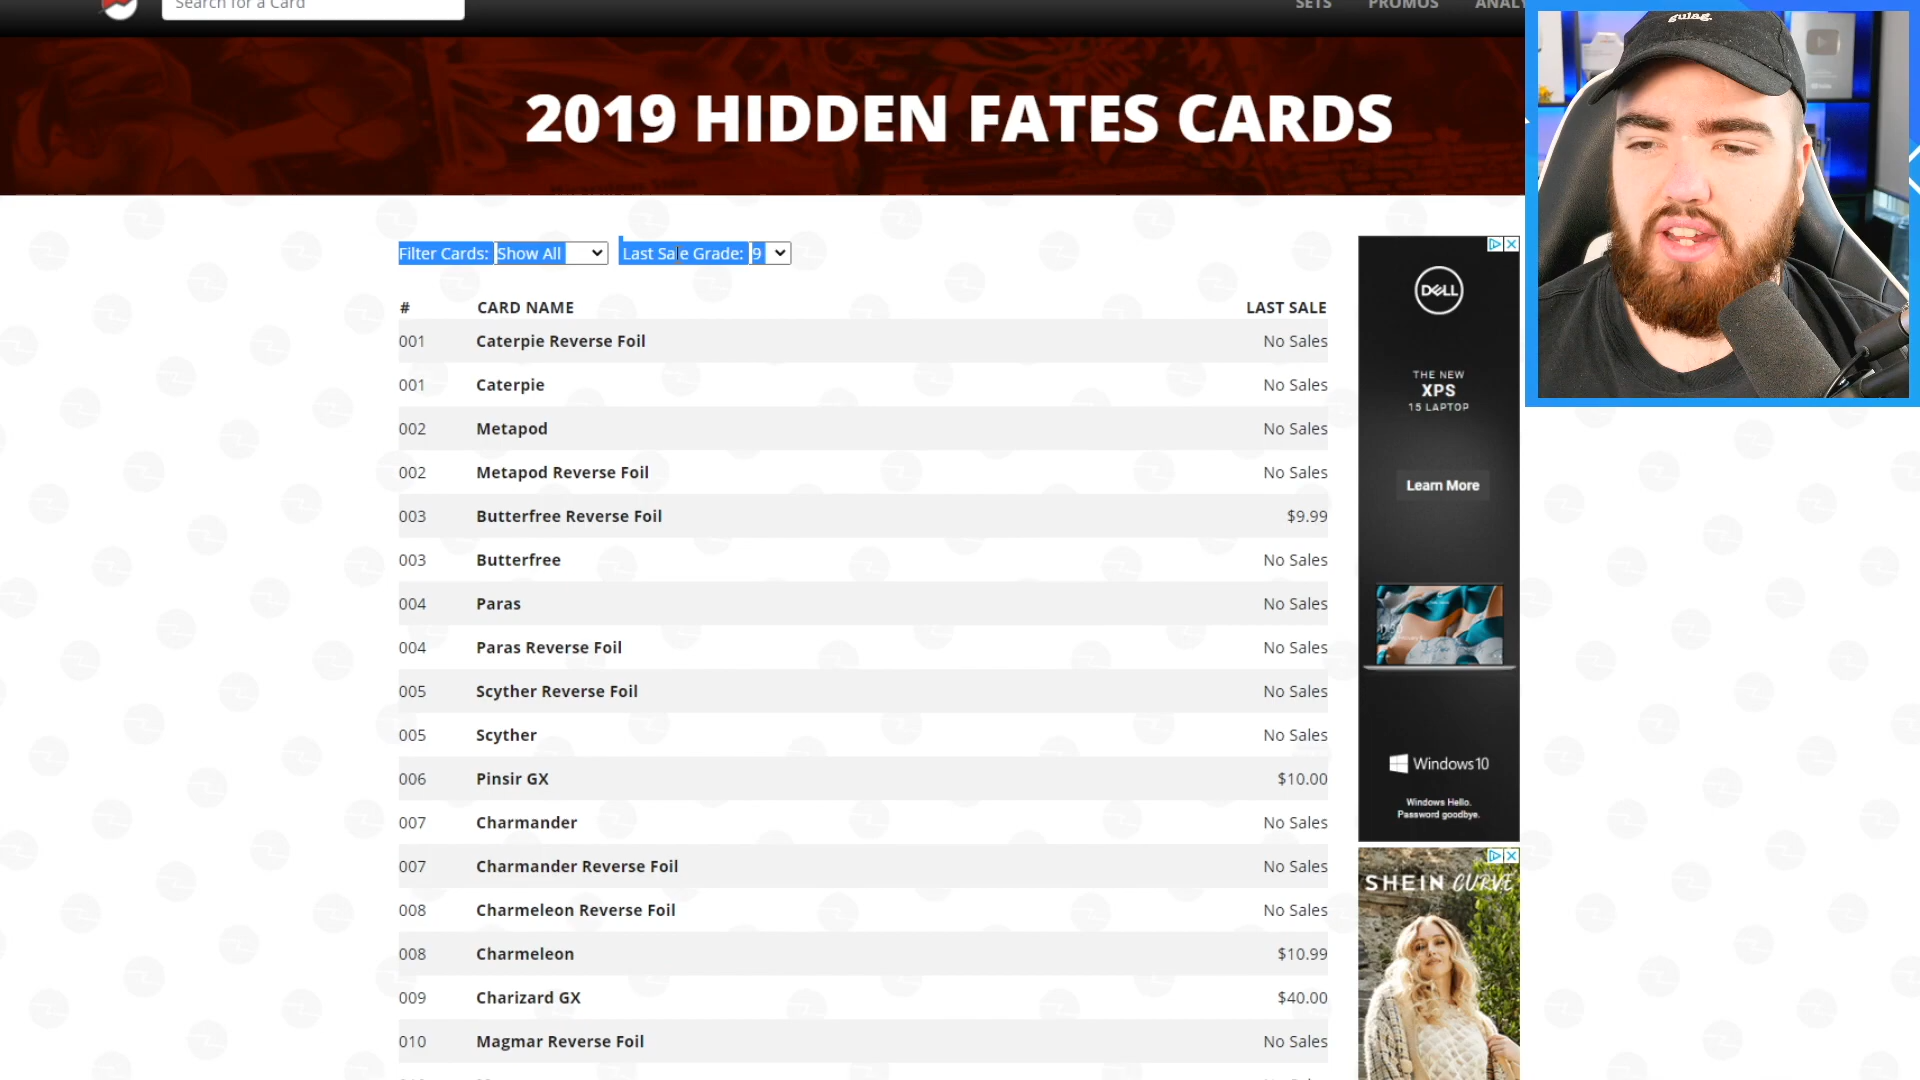 Search for a Card
SETS PROMOS ANALY
gulag.
2019 HIDDEN FATES CARDS
Filter Cards: Show All Last Sale Grade: 9
# CARD NAME LAST SALE
001 Caterpie Reverse Foil No Sales
001 Caterpie No Sales
002 Metapod No Sales
002 Metapod Reverse Foil No Sales
003 Butterfree Reverse Foil $9.99
003 Butterfree No Sales
004 Paras No Sales
004 Paras Reverse Foil No Sales
005 Scyther Reverse Foil No Sales
005 Scyther No Sales
006 Pinsir GX $10.00
007 Charmander No Sales
007 Charmander Reverse Foil No Sales
008 Charmeleon Reverse Foil No Sales
008 Charmeleon $10.99
009 Charizard GX $40.00
010 Magmar Reverse Foil No Sales
DELL
THE NEW
XPS
15 LAPTOP
Learn More
Windows 10
Windows Hello.
Password goodbye.
SHEIN CURVE